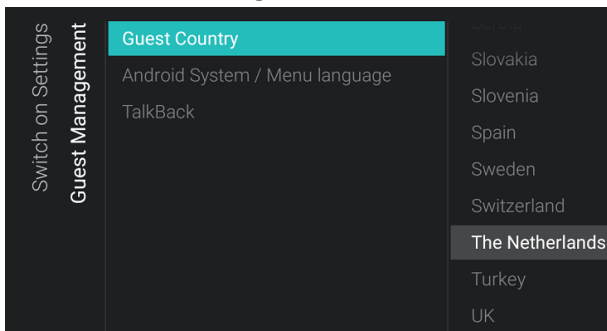 Switch on Settings
Guest Management
Guest Country
Android System / Menu language
TalkBack
Slovakia
Slovenia
Spain
Sweden
Switzerland
The Netherlands
Turkey
UK